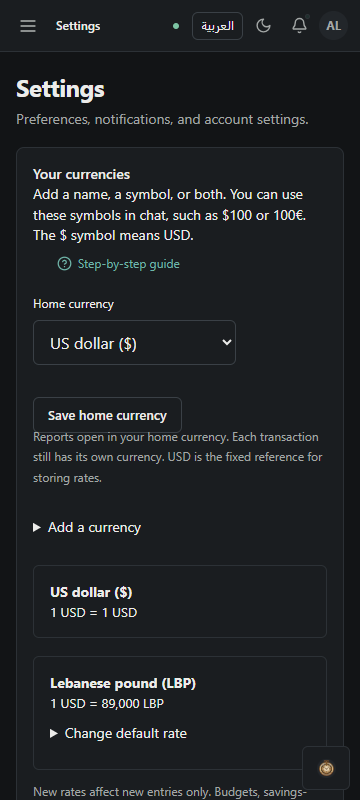 Settings
العربية
AL
Settings
Preferences, notifications, and account settings.
Your currencies
Add a name, a symbol, or both. You can use
these symbols in chat, such as $100 or 100€.
The $ symbol means USD.
Step-by-step guide
Home currency
US dollar ($)
Save home currency
Reports open in your home currency. Each transaction
still has its own currency. USD is the fixed reference for
storing rates.
Add a currency
US dollar ($)
1 USD = 1 USD
Lebanese pound (LBP)
1 USD = 89,000 LBP
Change default rate
New rates affect new entries only. Budgets, savings-